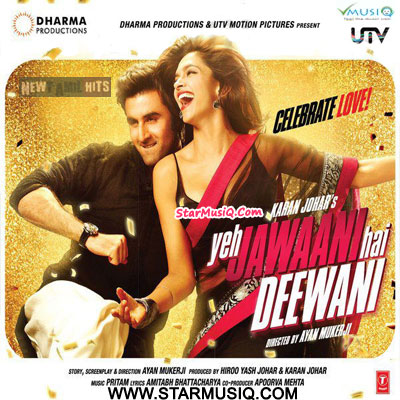 DHARMA
PRODUCTIONS
DHARMA PRODUCTIONS & UTV MOTION PICTURES PRESENT
VMUSIQ
UTV
NEW TAMIL HITS
CELEBRATE LOVE!
StarMusiQ.Com
KARAN JOHAR'S
yeh
JAWAANI hai
DEEWANI
DIRECTED BY AYAN MUKERJI
STORY, SCREENPLAY & DIRECTION AYAN MUKERJI PRODUCED BY HIROO YASH JOHAR & KARAN JOHAR
MUSIC PRITAM LYRICS AMITABH BHATTACHARYA CO-PRODUCER APOORVA MEHTA
WWW.STARMUSIQ.COM